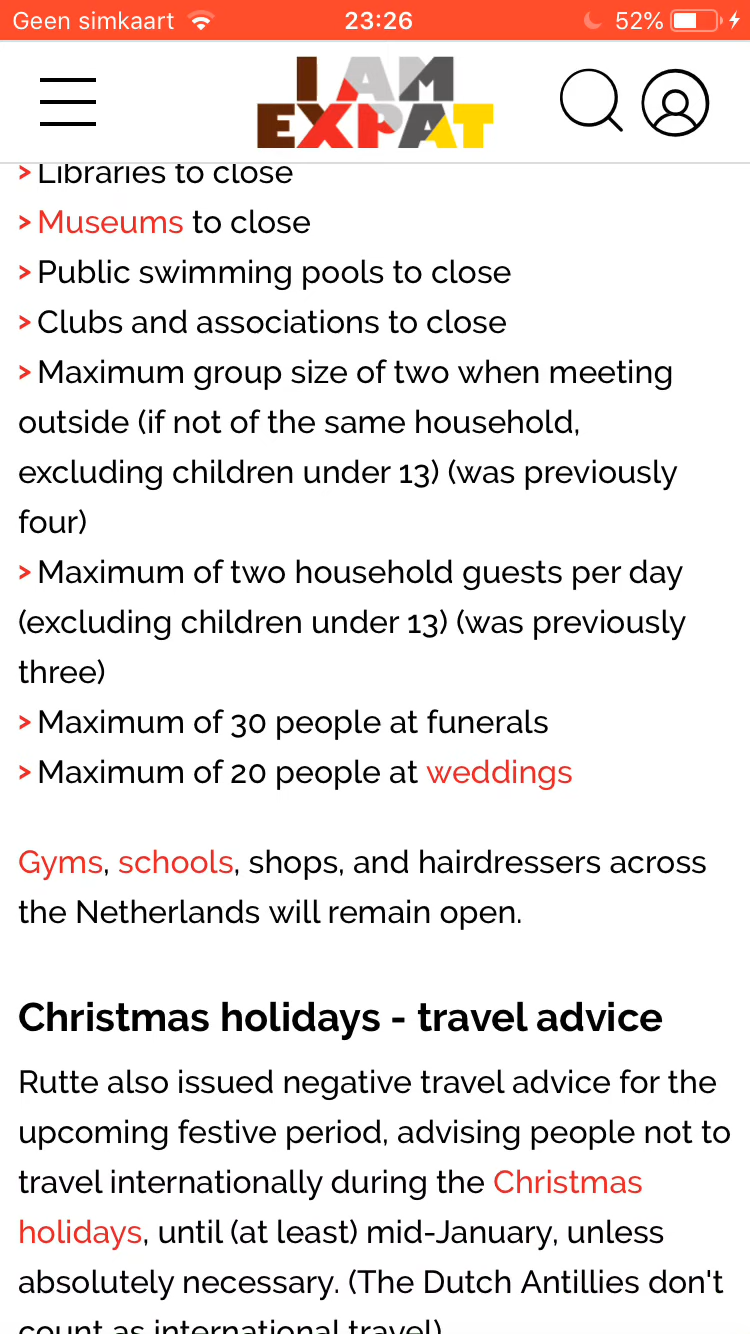 Geen simkaart 23:26 52%
I AM
EXPAT
> Libraries to close
> Museums to close
> Public swimming pools to close
> Clubs and associations to close
> Maximum group size of two when meeting
outside (if not of the same household,
excluding children under 13) (was previously
four)
> Maximum of two household guests per day
(excluding children under 13) (was previously
three)
> Maximum of 30 people at funerals
> Maximum of 20 people at weddings
Gyms, schools, shops, and hairdressers across
the Netherlands will remain open.
Christmas holidays - travel advice
Rutte also issued negative travel advice for the
upcoming festive period, advising people not to
travel internationally during the Christmas
holidays, until (at least) mid-January, unless
absolutely necessary. (The Dutch Antillies don't
count as international travel)